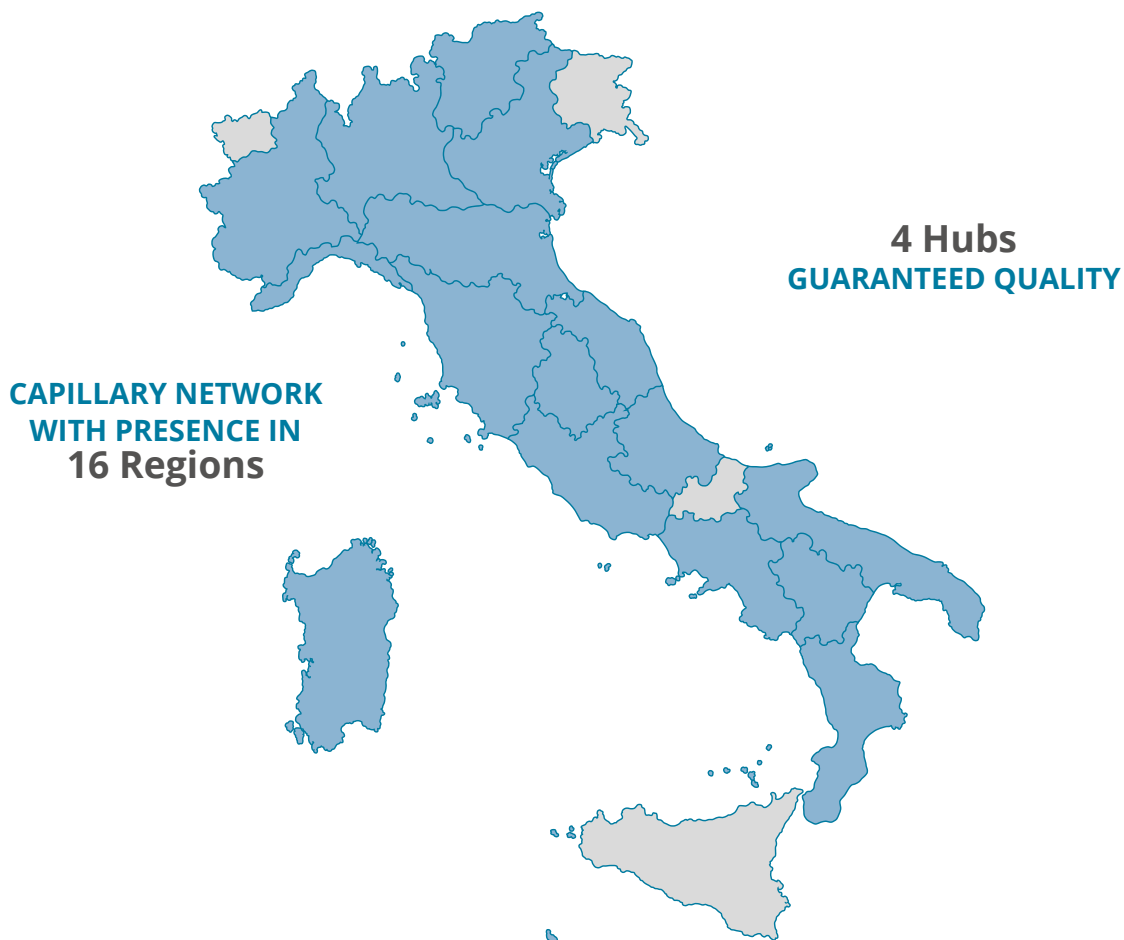 4 Hubs
GUARANTEED QUALITY
CAPILLARY NETWORK
WITH PRESENCE IN
16 Regions